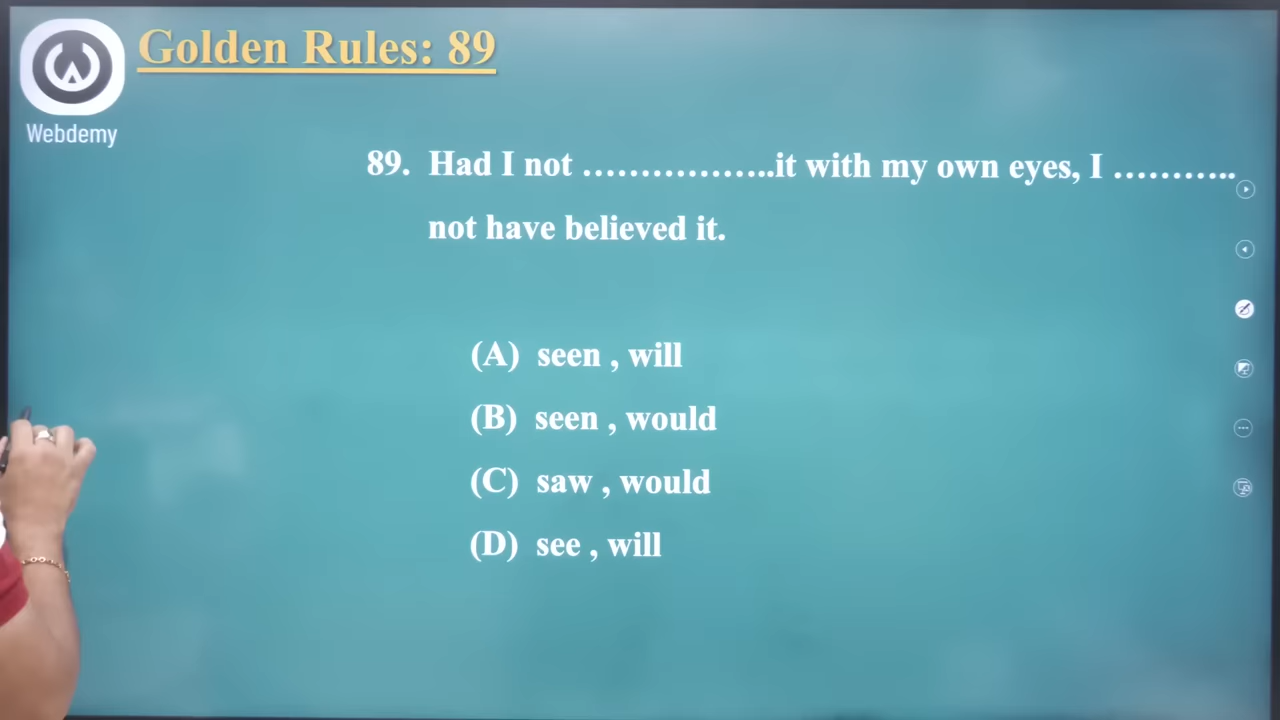 Golden Rules: 89
Webdemy
89. Had I not ………………..it with my own eyes, I ………..
not have believed it.
(A) seen , will
(B) seen , would
(C) saw , would
(D) see , will